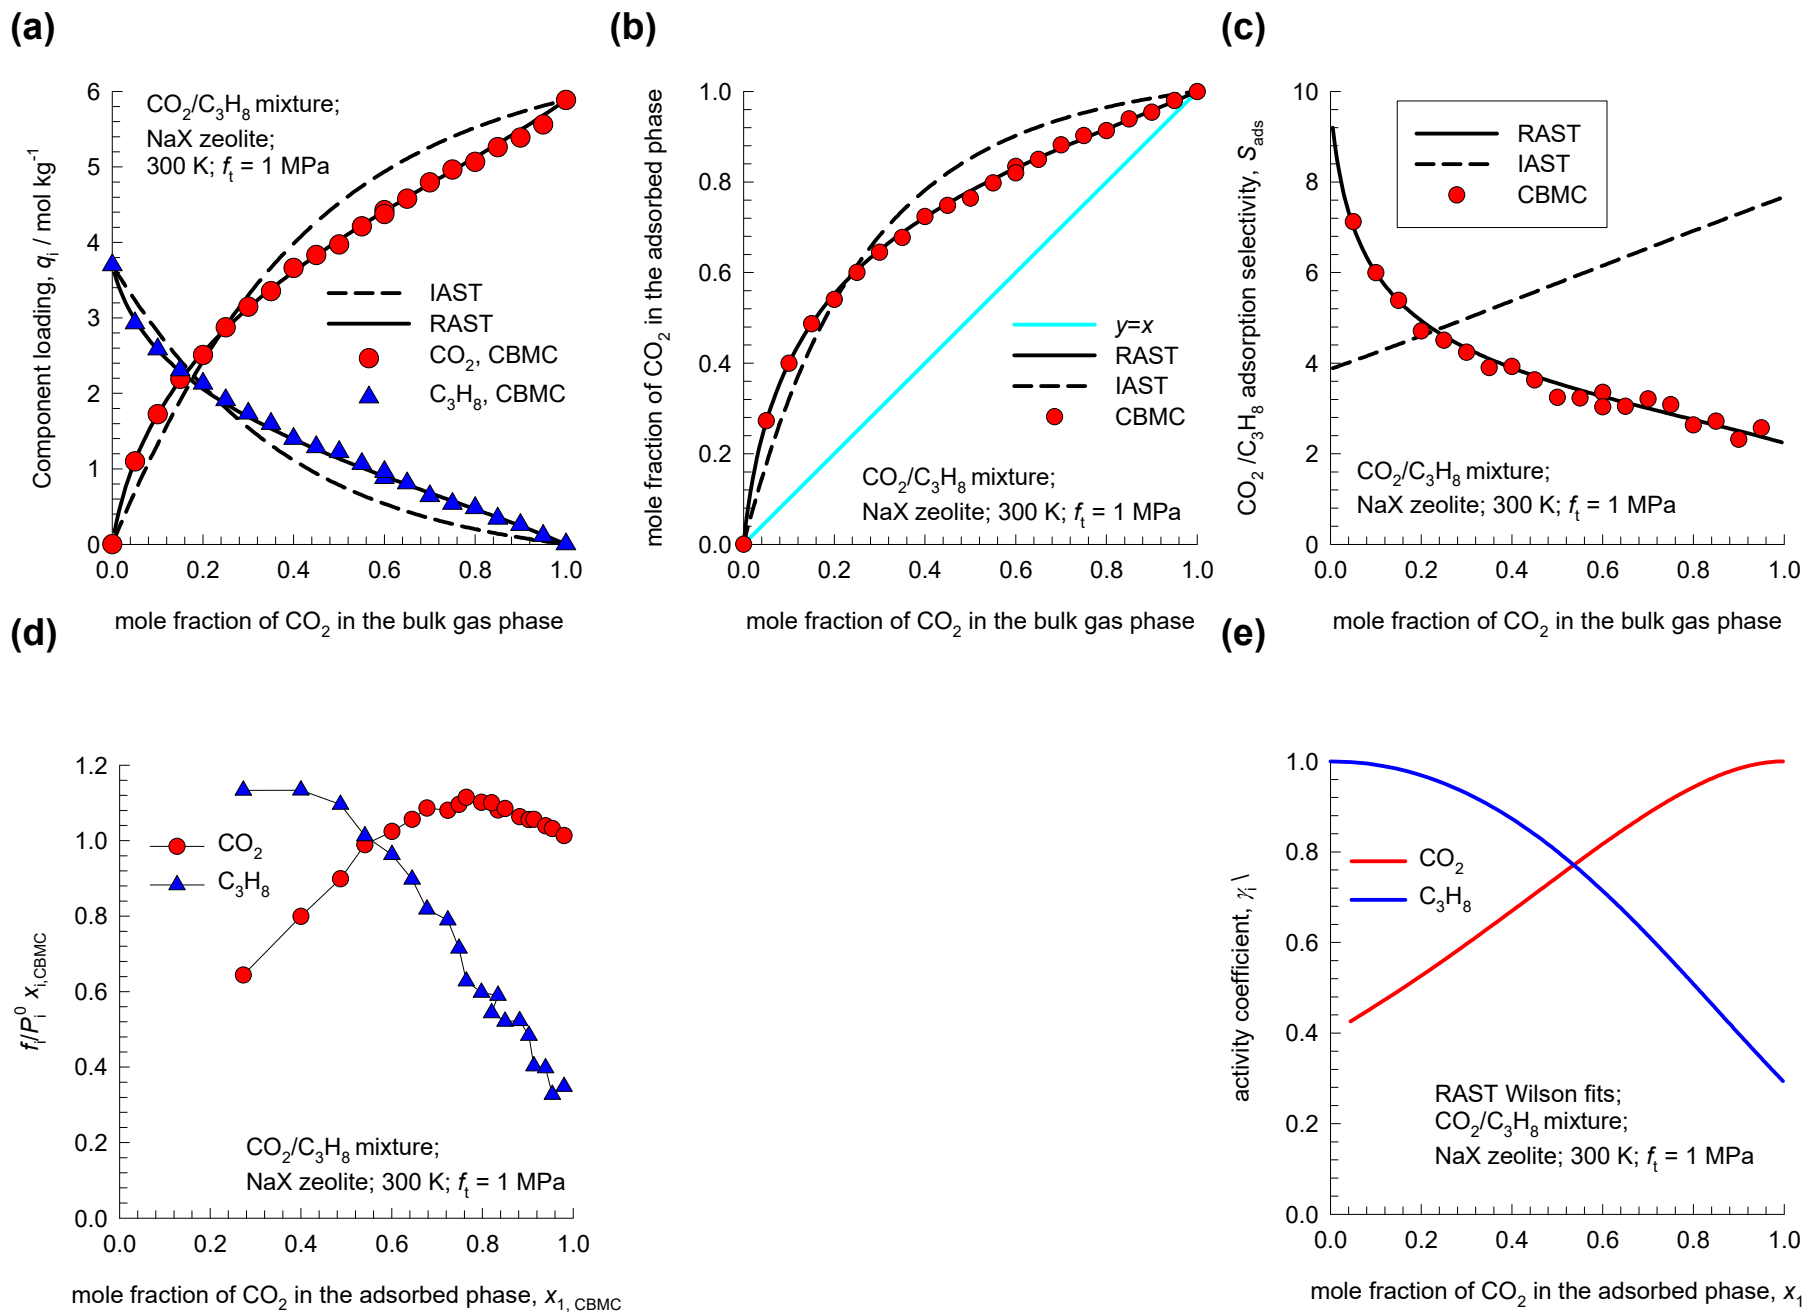 (a)
6
5
4
3
2
1
0
Component loading, qᵢ / mol kg⁻¹
CO₂/C₃H₈ mixture;
NaX zeolite;
300 K; fₜ = 1 MPa
IAST
RAST
CO₂, CBMC
C₃H₈, CBMC
0.0 0.2 0.4 0.6 0.8 1.0
mole fraction of CO₂ in the bulk gas phase
(b)
1.0
0.8
0.6
0.4
0.2
0.0
mole fraction of CO₂ in the adsorbed phase
y=x
RAST
IAST
CBMC
CO₂/C₃H₈ mixture;
NaX zeolite; 300 K; fₜ = 1 MPa
0.0 0.2 0.4 0.6 0.8 1.0
mole fraction of CO₂ in the bulk gas phase
(c)
10
8
6
4
2
0
CO₂ /C₃H₈ adsorption selectivity, S_ads
RAST
IAST
CBMC
CO₂/C₃H₈ mixture;
NaX zeolite; 300 K; fₜ = 1 MPa
0.0 0.2 0.4 0.6 0.8 1.0
mole fraction of CO₂ in the bulk gas phase
(d)
1.2
1.0
0.8
0.6
0.4
0.2
0.0
fᵢ/Pᵢ⁰ x_i,CBMC
CO₂
C₃H₈
CO₂/C₃H₈ mixture;
NaX zeolite; 300 K; fₜ = 1 MPa
0.0 0.2 0.4 0.6 0.8 1.0
mole fraction of CO₂ in the adsorbed phase, x_1, CBMC
(e)
1.0
0.8
0.6
0.4
0.2
0.0
activity coefficient, γᵢ \
CO₂
C₃H₈
RAST Wilson fits;
CO₂/C₃H₈ mixture;
NaX zeolite; 300 K; fₜ = 1 MPa
0.0 0.2 0.4 0.6 0.8 1.0
mole fraction of CO₂ in the adsorbed phase, x₁